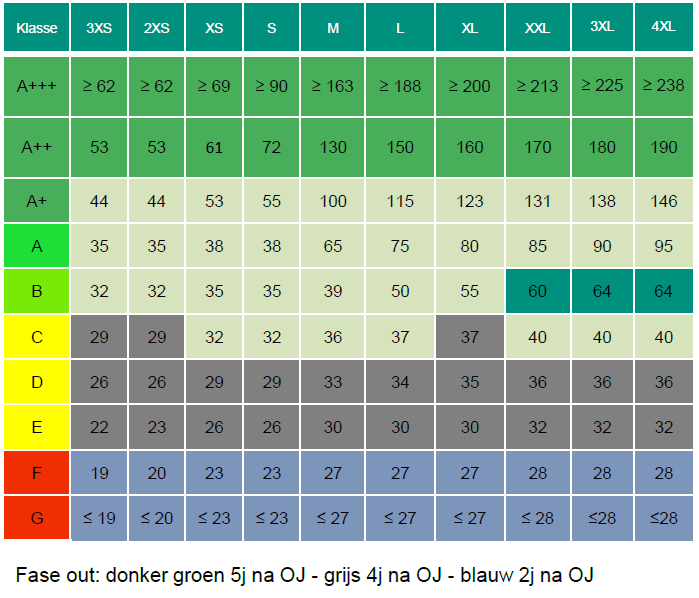 Klasse 3XS 2XS XS S M L XL XXL 3XL 4XL
A+++ ≥ 62 ≥ 62 ≥ 69 ≥ 90 ≥ 163 ≥ 188 ≥ 200 ≥ 213 ≥ 225 ≥ 238
A++ 53 53 61 72 130 150 160 170 180 190
A+ 44 44 53 55 100 115 123 131 138 146
A 35 35 38 38 65 75 80 85 90 95
B 32 32 35 35 39 50 55 60 64 64
C 29 29 32 32 36 37 37 40 40 40
D 26 26 29 29 33 34 35 36 36 36
E 22 23 26 26 30 30 30 32 32 32
F 19 20 23 23 27 27 27 28 28 28
G ≤ 19 ≤ 20 ≤ 23 ≤ 23 ≤ 27 ≤ 27 ≤ 27 ≤ 28 ≤28 ≤28
Fase out: donker groen 5j na OJ - grijs 4j na OJ - blauw 2j na OJ